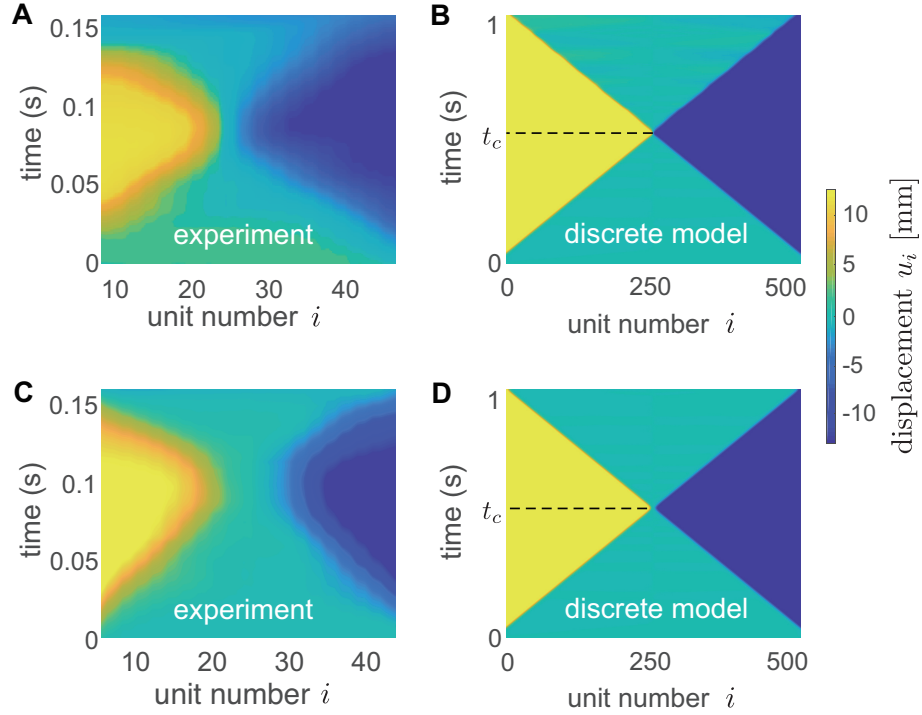 A
0.15
0.1
0.05
0
time (s)
experiment
10 20 30 40
unit number i
B
1
t_c
0
time (s)
discrete model
0 250 500
unit number i
10
5
0
-5
-10
displacement u_i [mm]
C
0.15
0.1
0.05
0
time (s)
experiment
10 20 30 40
unit number i
D
1
t_c
0
time (s)
discrete model
0 250 500
unit number i